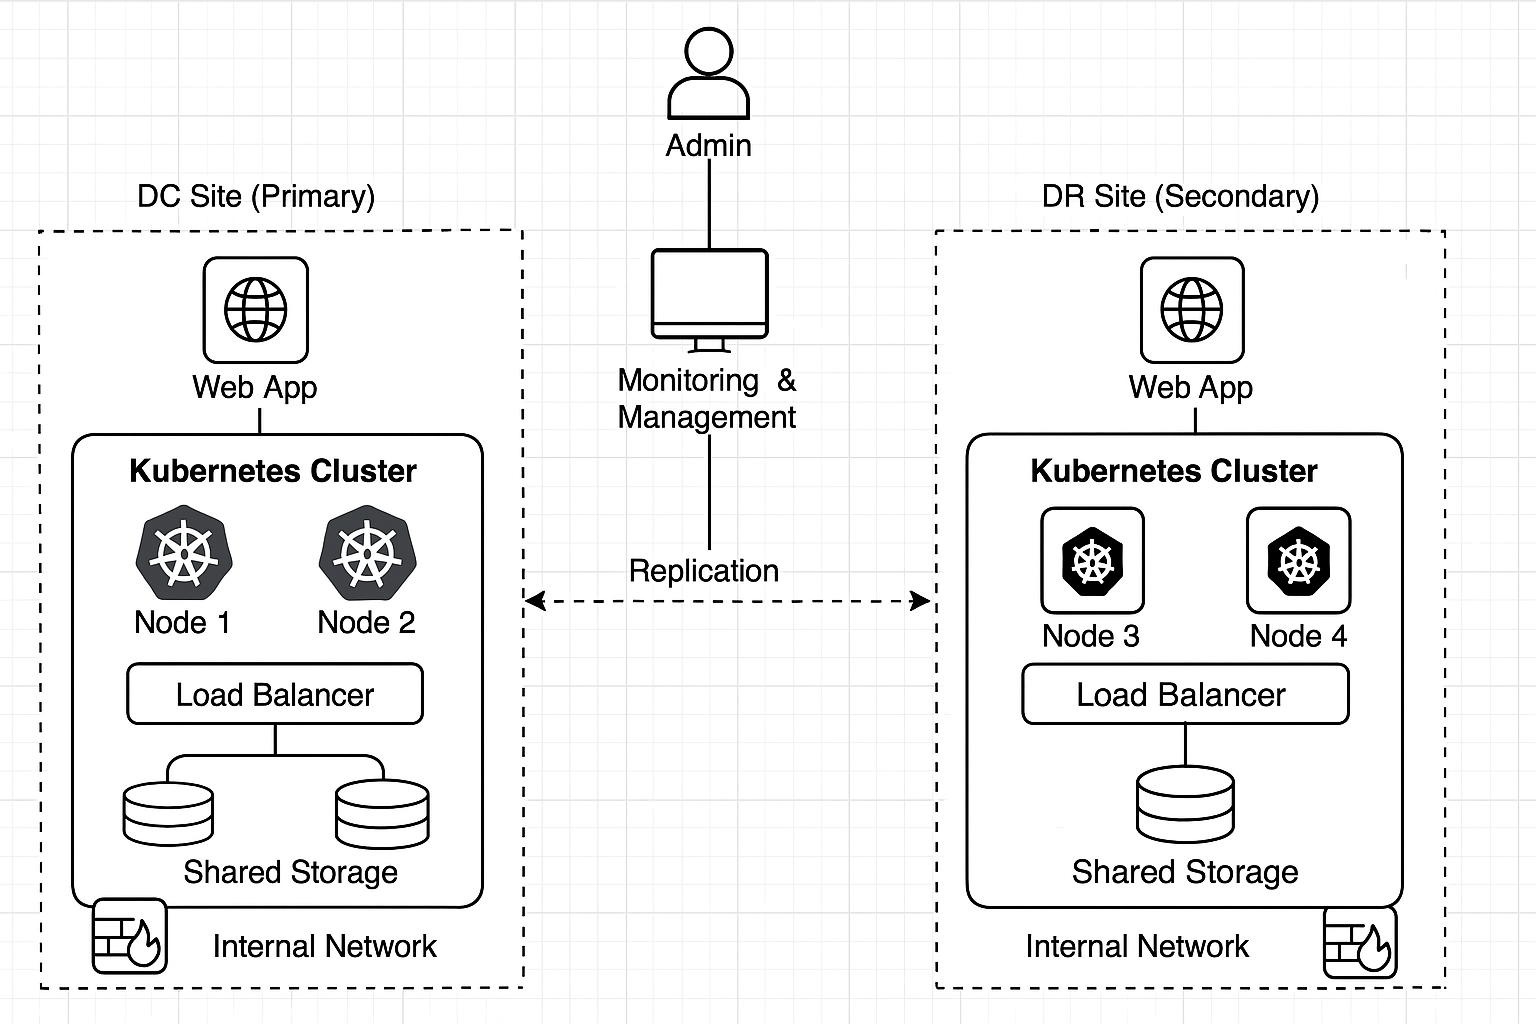 Admin
DC Site (Primary)
DR Site (Secondary)
Web App
Monitoring &
Management
Web App
Kubernetes Cluster
Kubernetes Cluster
Replication
Node 1
Node 2
Node 3
Node 4
Load Balancer
Load Balancer
Shared Storage
Shared Storage
Internal Network
Internal Network